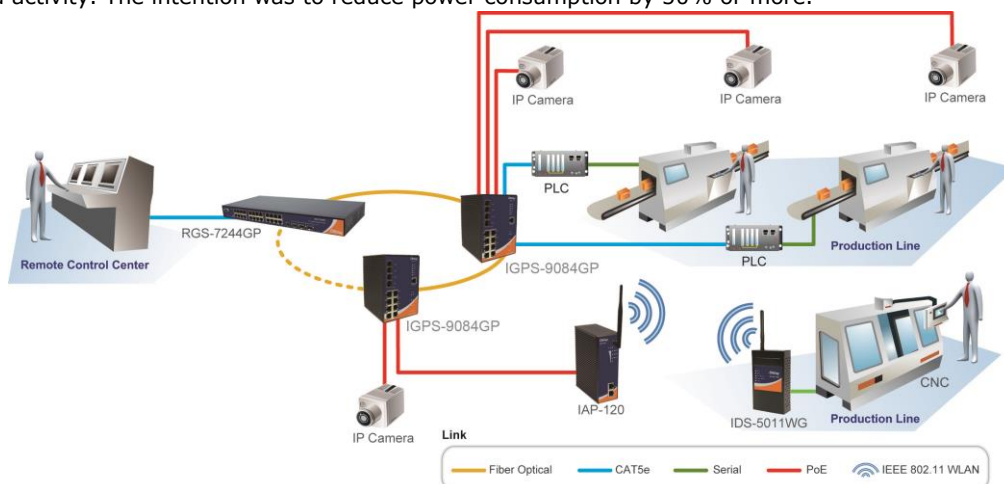 d activity. The intention was to reduce power consumption by 50% or more.
IP Camera
IP Camera
IP Camera
PLC
RGS-7244GP
Remote Control Center
IGPS-9084GP
PLC
Production Line
IGPS-9084GP
IAP-120
IDS-5011WG
CNC
Production Line
IP Camera
Link
Fiber Optical
CAT5e
Serial
PoE
IEEE 802.11 WLAN